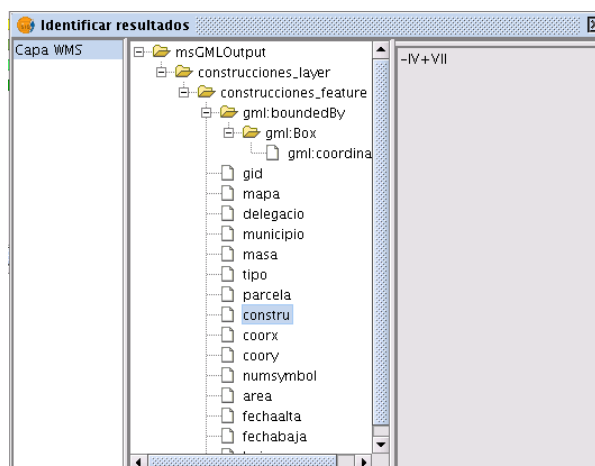 Identificar resultados
Capa WMS
msGMLOutput
construcciones_layer
construcciones_feature
gml:boundedBy
gml:Box
gml:coordina
gid
mapa
delegacio
municipio
masa
tipo
parcela
constru
coorx
coory
numsymbol
area
fechaalta
fechabaja
-IV+VII